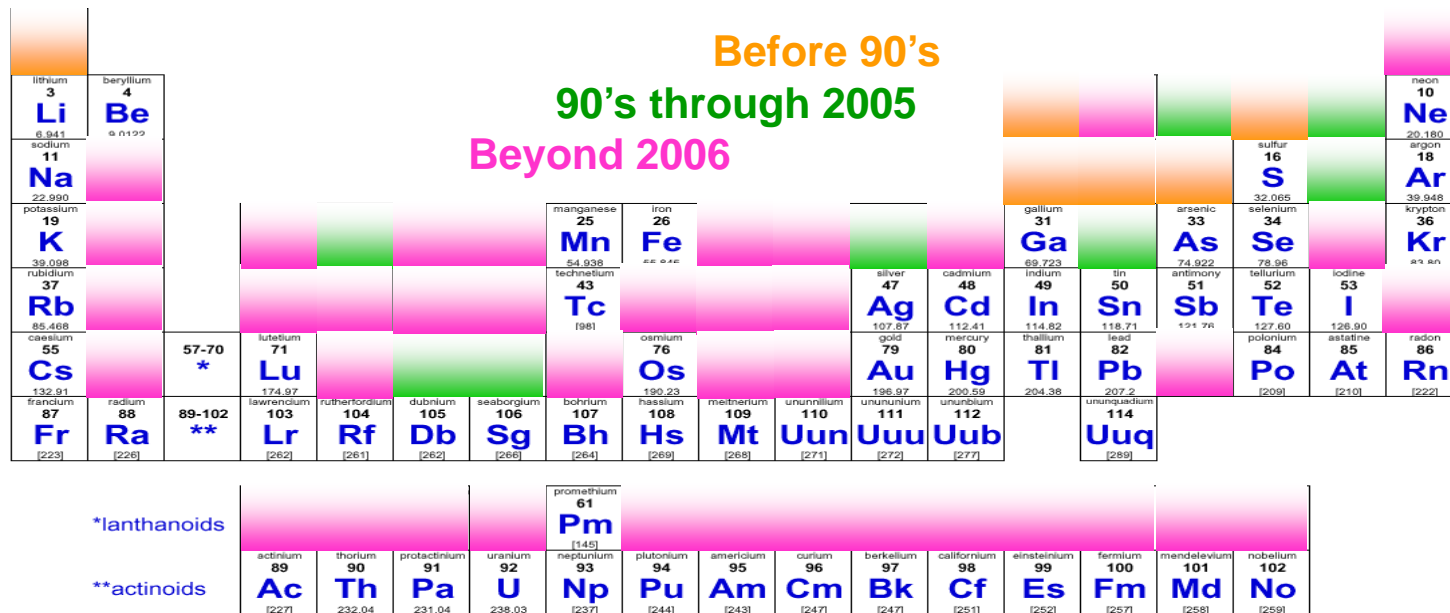 Before 90's
90's through 2005
Beyond 2006
lithium beryllium neon
3 4 10
Li Be Ne
6.941 9.0122 20.180
sodium sulfur argon
11 16 18
Na S Ar
22.990 32.065 39.948
potassium manganese iron gallium arsenic selenium krypton
19 25 26 31 33 34 36
K Mn Fe Ga As Se Kr
39.098 54.938 55.845 69.723 74.922 78.96 83.80
rubidium technetium silver cadmium indium tin antimony tellurium iodine
37 43 47 48 49 50 51 52 53
Rb Tc Ag Cd In Sn Sb Te I
85.468 [98] 107.87 112.41 114.82 118.71 121.76 127.60 126.90
caesium lutetium osmium gold mercury thallium lead polonium astatine radon
55 57-70 71 76 79 80 81 82 84 85 86
Cs * Lu Os Au Hg Tl Pb Po At Rn
132.91 174.97 190.23 196.97 200.59 204.38 207.2 [209] [210] [222]
francium radium lawrencium rutherfordium dubnium seaborgium bohrium hassium meitnerium ununnilium unununium ununbium ununquadium
87 88 89-102 103 104 105 106 107 108 109 110 111 112 114
Fr Ra ** Lr Rf Db Sg Bh Hs Mt Uun Uuu Uub Uuq
[223] [226] [262] [261] [262] [266] [264] [269] [268] [271] [272] [277] [289]
promethium
61
*lanthanoids Pm
[145]
actinium thorium protactinium uranium neptunium plutonium americium curium berkelium californium einsteinium fermium mendelevium nobelium
89 90 91 92 93 94 95 96 97 98 99 100 101 102
**actinoids Ac Th Pa U Np Pu Am Cm Bk Cf Es Fm Md No
[227] 232.04 231.04 238.03 [237] [244] [243] [247] [247] [251] [252] [257] [258] [259]